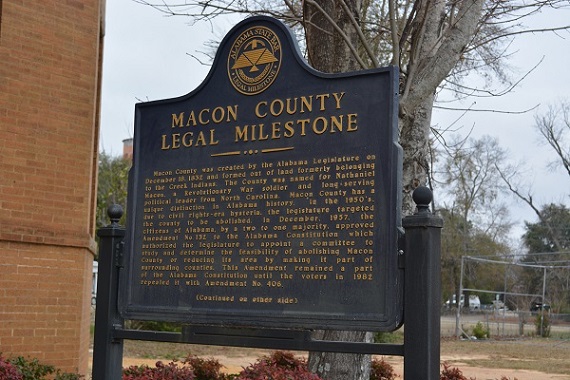 ALABAMA STATE BAR
LEGAL MILESTONE
MACON COUNTY
LEGAL MILESTONE
Macon County was created by the Alabama Legislature on
December 18, 1832 and formed out of land formerly belonging
to the Creek Indians. The County was named for Nathaniel
Macon, a Revolutionary War soldier and long-serving
political leader from North Carolina. Macon County has a
unique distinction in Alabama history. In the 1950's,
due to civil rights-era hysteria, the legislature targeted
the county to be abolished. In December, 1957, the
citizens of Alabama, by a two to one majority, approved
Amendment No. 132 to the Alabama Constitution which
authorized the legislature to appoint a committee to
study and determine the feasibility of abolishing Macon
County or reducing its area by making it part of
surrounding counties. This Amendment remained a part
of the Alabama Constitution until the voters in 1982
repealed it with Amendment No. 406.
(Continued on other side)